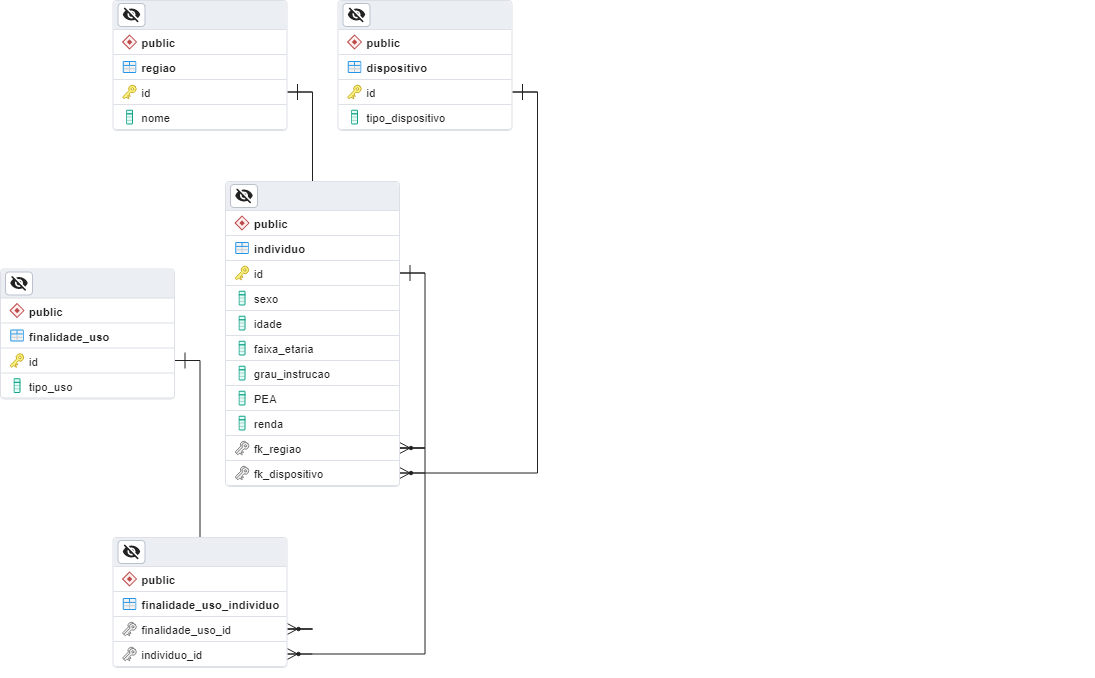 public
regiao
id
nome
public
dispositivo
id
tipo_dispositivo
public
individuo
id
sexo
idade
faixa_etaria
grau_instrucao
PEA
renda
fk_regiao
fk_dispositivo
public
finalidade_uso
id
tipo_uso
public
finalidade_uso_individuo
finalidade_uso_id
individuo_id